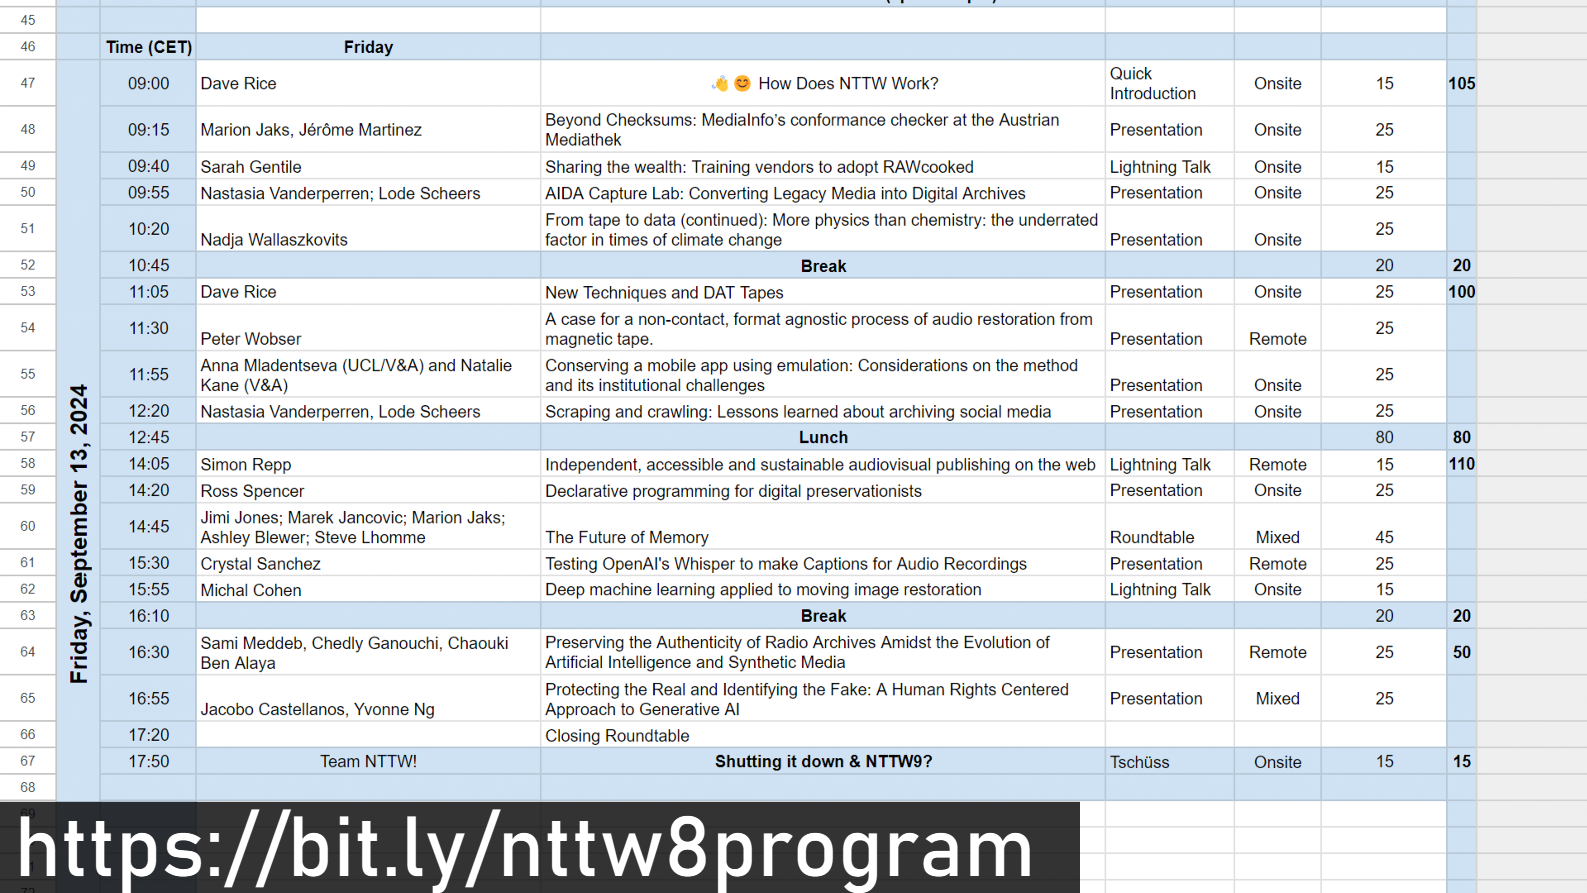 45
46 Time (CET) Friday
47 09:00 Dave Rice 👋 😊 How Does NTTW Work? Quick Introduction Onsite 15 105
48 09:15 Marion Jaks, Jérôme Martinez Beyond Checksums: MediaInfo's conformance checker at the Austrian Mediathek Presentation Onsite 25
49 09:40 Sarah Gentile Sharing the wealth: Training vendors to adopt RAWcooked Lightning Talk Onsite 15
50 09:55 Nastasia Vanderperren; Lode Scheers AIDA Capture Lab: Converting Legacy Media into Digital Archives Presentation Onsite 25
51 10:20 Nadja Wallaszkovits From tape to data (continued): More physics than chemistry: the underrated factor in times of climate change Presentation Onsite 25
52 10:45 Break 20 20
53 11:05 Dave Rice New Techniques and DAT Tapes Presentation Onsite 25 100
54 11:30 Peter Wobser A case for a non-contact, format agnostic process of audio restoration from magnetic tape. Presentation Remote 25
55 11:55 Anna Mladentseva (UCL/V&A) and Natalie Kane (V&A) Conserving a mobile app using emulation: Considerations on the method and its institutional challenges Presentation Onsite 25
56 12:20 Nastasia Vanderperren, Lode Scheers Scraping and crawling: Lessons learned about archiving social media Presentation Onsite 25
57 12:45 Lunch 80 80
58 14:05 Simon Repp Independent, accessible and sustainable audiovisual publishing on the web Lightning Talk Remote 15 110
59 14:20 Ross Spencer Declarative programming for digital preservationists Presentation Onsite 25
60 14:45 Jimi Jones; Marek Jancovic; Marion Jaks; Ashley Blewer; Steve Lhomme The Future of Memory Roundtable Mixed 45
61 15:30 Crystal Sanchez Testing OpenAI's Whisper to make Captions for Audio Recordings Presentation Remote 25
62 15:55 Michal Cohen Deep machine learning applied to moving image restoration Lightning Talk Onsite 15
63 16:10 Break 20 20
64 16:30 Sami Meddeb, Chedly Ganouchi, Chaouki Ben Alaya Preserving the Authenticity of Radio Archives Amidst the Evolution of Artificial Intelligence and Synthetic Media Presentation Remote 25 50
65 16:55 Jacobo Castellanos, Yvonne Ng Protecting the Real and Identifying the Fake: A Human Rights Centered Approach to Generative AI Presentation Mixed 25
66 17:20 Closing Roundtable
67 17:50 Team NTTW! Shutting it down & NTTW9? Tschüss Onsite 15 15
68
Friday, September 13, 2024
https://bit.ly/nttw8program